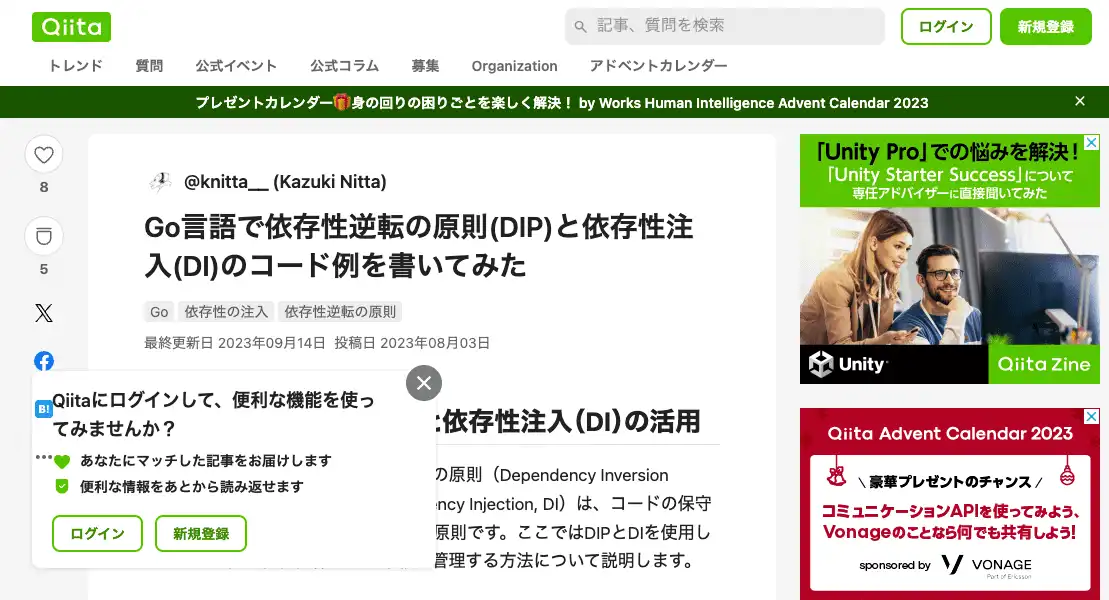 Qiita
記事、質問を検索
ログイン
新規登録
トレンド 質問 公式イベント 公式コラム 募集 Organization アドベントカレンダー
プレゼントカレンダー🎁身の回りの困りごとを楽しく解決！ by Works Human Intelligence Advent Calendar 2023
8
5
@knitta__ (Kazuki Nitta)
Go言語で依存性逆転の原則(DIP)と依存性注
入(DI)のコード例を書いてみた
Go 依存性の注入 依存性逆転の原則
最終更新日 2023年09月14日 投稿日 2023年08月03日
と依存性注入（DI）の活用
の原則（Dependency Inversion
ncy Injection, DI）は、コードの保守
原則です。ここではDIPとDIを使用し
管理する方法について説明します。
B!
Qiitaにログインして、便利な機能を使っ
てみませんか？
あなたにマッチした記事をお届けします
便利な情報をあとから読み返せます
ログイン
新規登録
「Unity Pro」での悩みを解決！
「Unity Starter Success」について
専任アドバイザーに直接聞いてみた
Unity
Qiita Zine
Qiita Advent Calendar 2023
\ 豪華プレゼントのチャンス /
コミュニケーションAPIを使ってみよう、
Vonageのことなら何でも共有しよう！
sponsored by VONAGE
Part of Ericsson